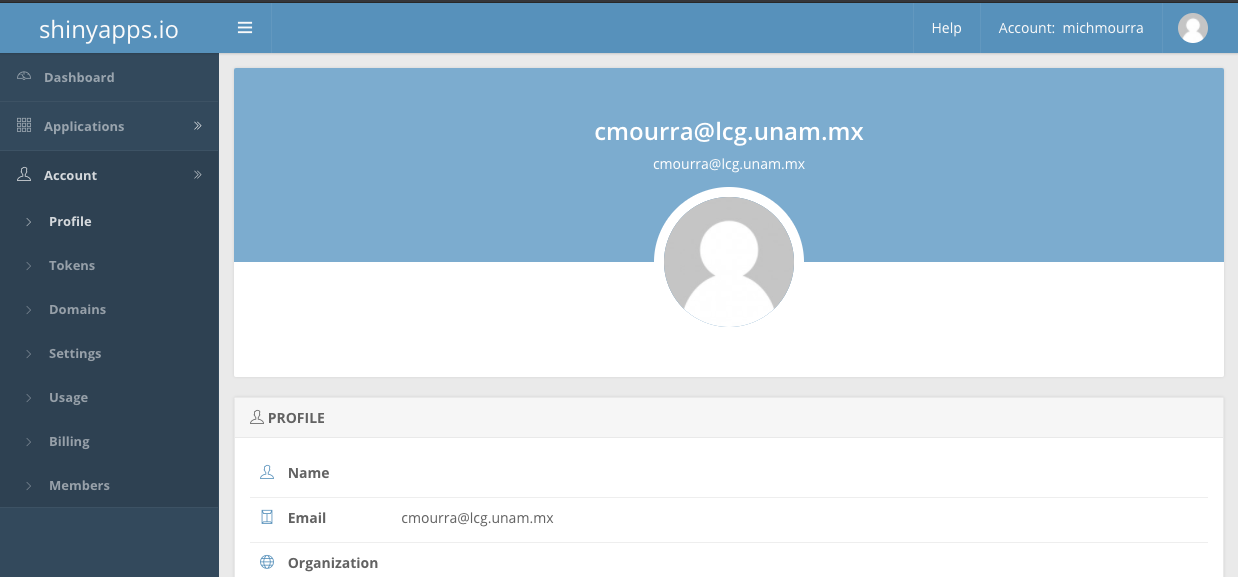 shinyapps.io
Help
Account: michmourra
Dashboard
Applications
Account
Profile
Tokens
Domains
Settings
Usage
Billing
Members
cmourra@lcg.unam.mx
cmourra@lcg.unam.mx
PROFILE
Name
Email cmourra@lcg.unam.mx
Organization